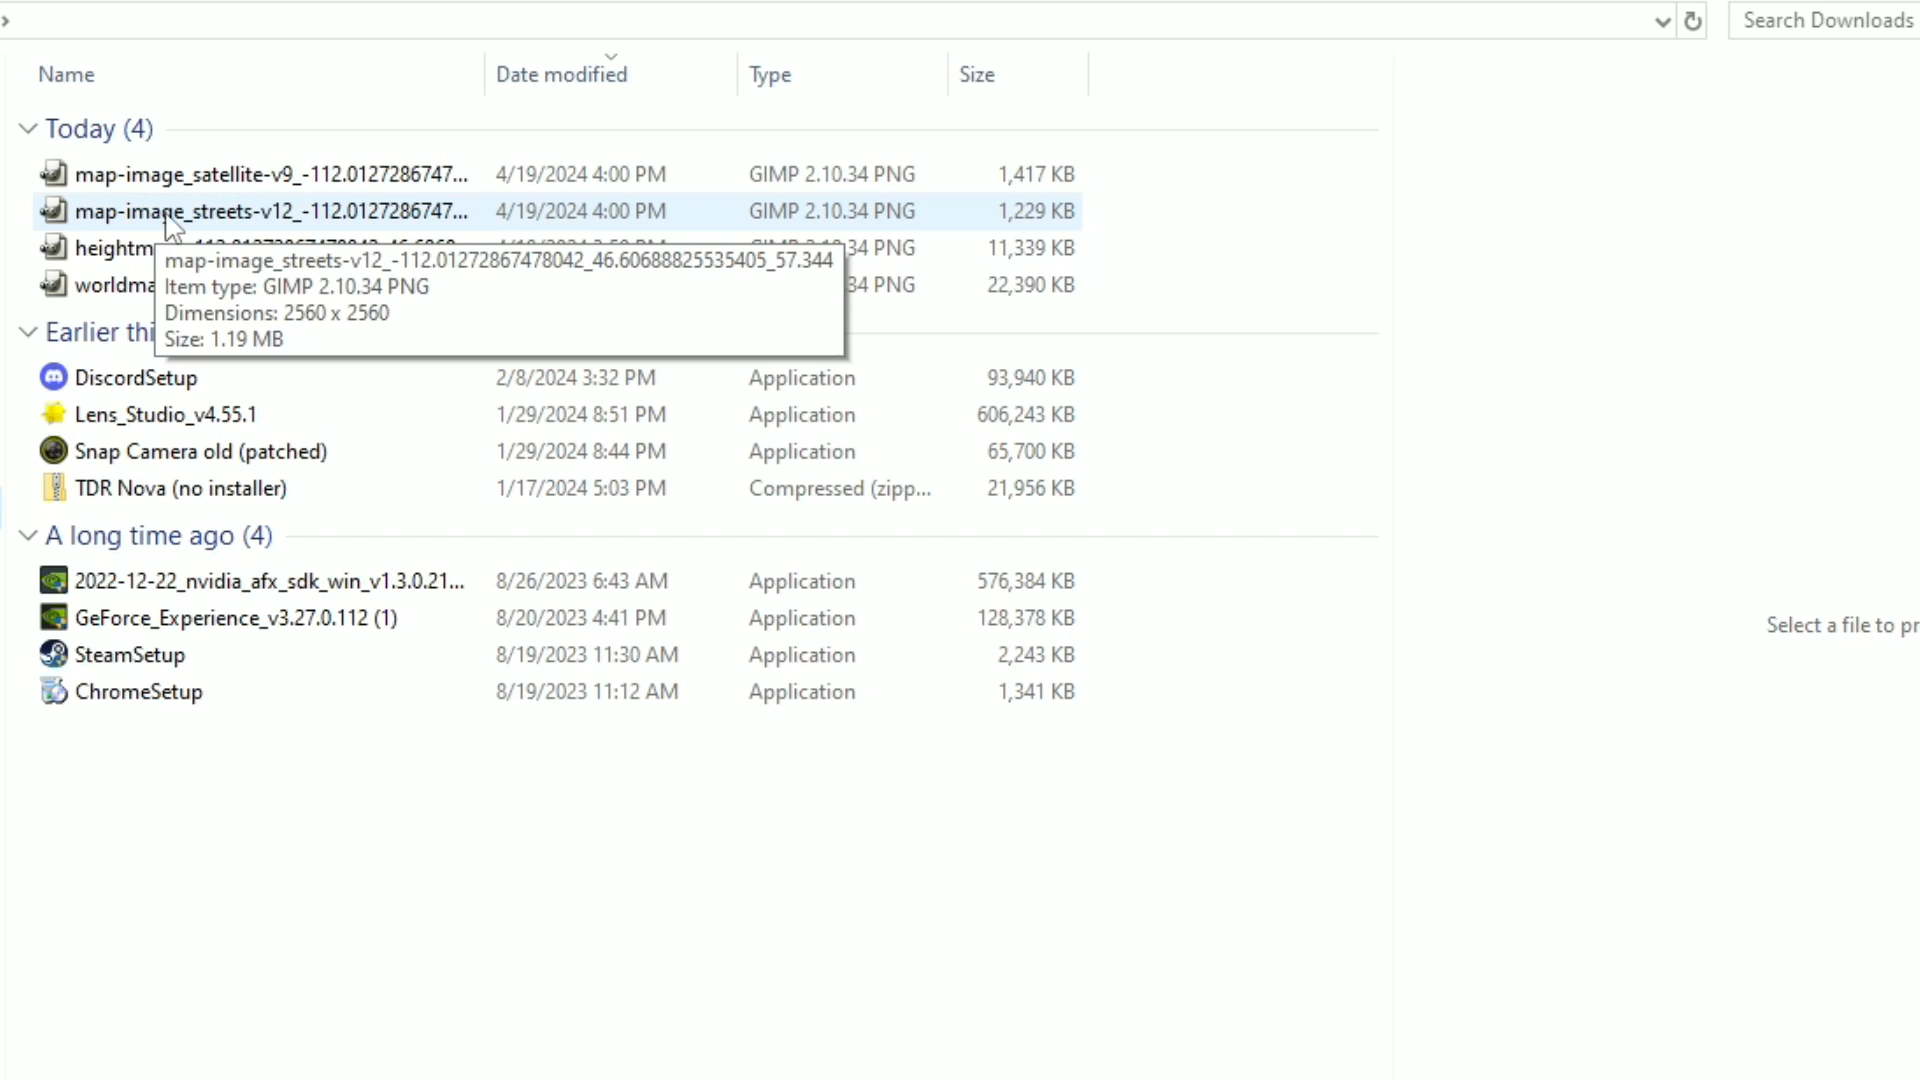 Search Downloads
Name Date modified Type Size
Today (4)
map-image_satellite-v9_-112.0127286747... 4/19/2024 4:00 PM GIMP 2.10.34 PNG 1,417 KB
map-image_streets-v12_-112.0127286747... 4/19/2024 4:00 PM GIMP 2.10.34 PNG 1,229 KB
heightm 34 PNG 11,339 KB
map-image_streets-v12_-112.01272867478042_46.60688825535405_57.344
Item type: GIMP 2.10.34 PNG
worldma 34 PNG 22,390 KB
Dimensions: 2560 x 2560
Size: 1.19 MB
Earlier thi
DiscordSetup 2/8/2024 3:32 PM Application 93,940 KB
Lens_Studio_v4.55.1 1/29/2024 8:51 PM Application 606,243 KB
Snap Camera old (patched) 1/29/2024 8:44 PM Application 65,700 KB
TDR Nova (no installer) 1/17/2024 5:03 PM Compressed (zipp... 21,956 KB
A long time ago (4)
2022-12-22_nvidia_afx_sdk_win_v1.3.0.21... 8/26/2023 6:43 AM Application 576,384 KB
GeForce_Experience_v3.27.0.112 (1) 8/20/2023 4:41 PM Application 128,378 KB
Select a file to pr
SteamSetup 8/19/2023 11:30 AM Application 2,243 KB
ChromeSetup 8/19/2023 11:12 AM Application 1,341 KB